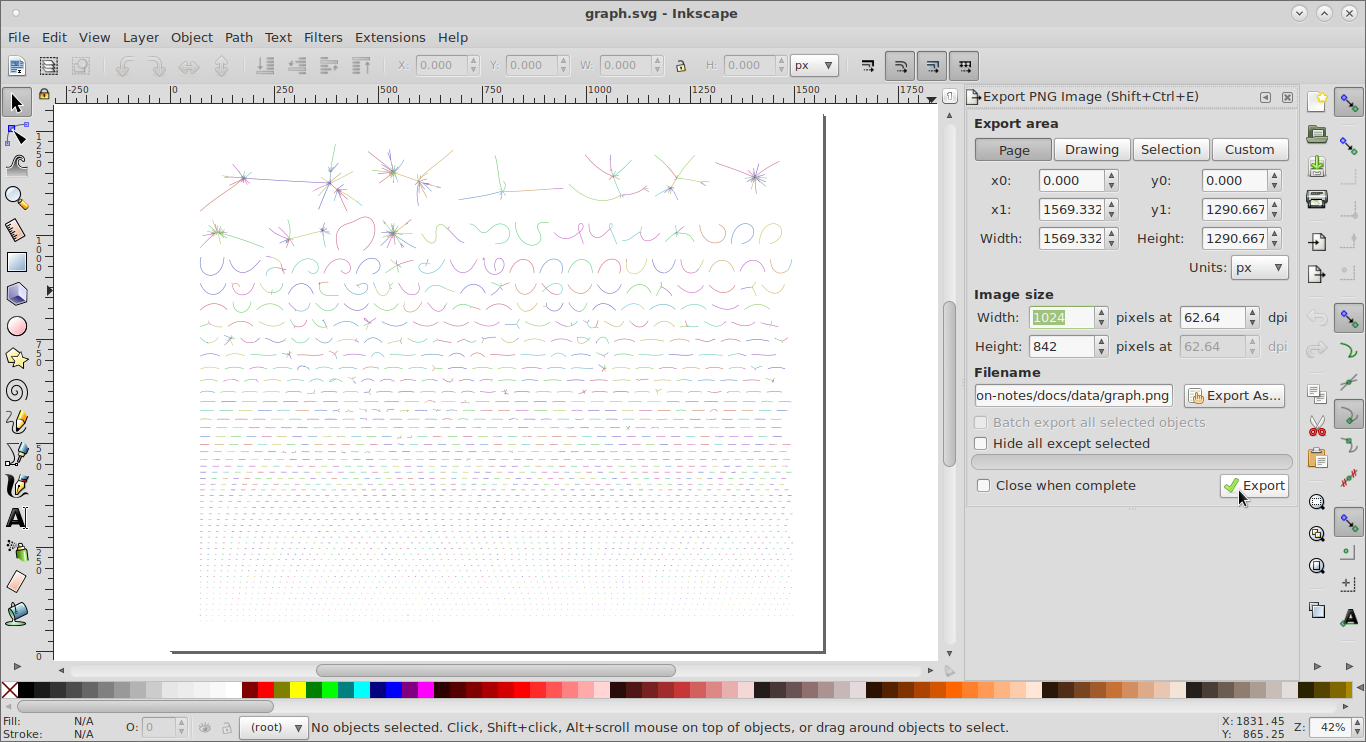 graph.svg - Inkscape
File Edit View Layer Object Path Text Filters Extensions Help
X: 0.000 Y: 0.000 W: 0.000 H: 0.000 px
-250 0 250 500 750 1000 1250 1500 1750
1250
1000
750
500
250
0
Export PNG Image (Shift+Ctrl+E)
Export area
Page Drawing Selection Custom
x0: 0.000 y0: 0.000
x1: 1569.332 y1: 1290.667
Width: 1569.332 Height: 1290.667
Units: px
Image size
Width: 1024 pixels at 62.64 dpi
Height: 842 pixels at 62.64 dpi
Filename
on-notes/docs/data/graph.png Export As...
Batch export all selected objects
Hide all except selected
Close when complete Export
Fill: N/A
Stroke: N/A
O: 0
(root)
No objects selected. Click, Shift+click, Alt+scroll mouse on top of objects, or drag around objects to select.
X:1831.45
Y: 865.25
Z: 42%